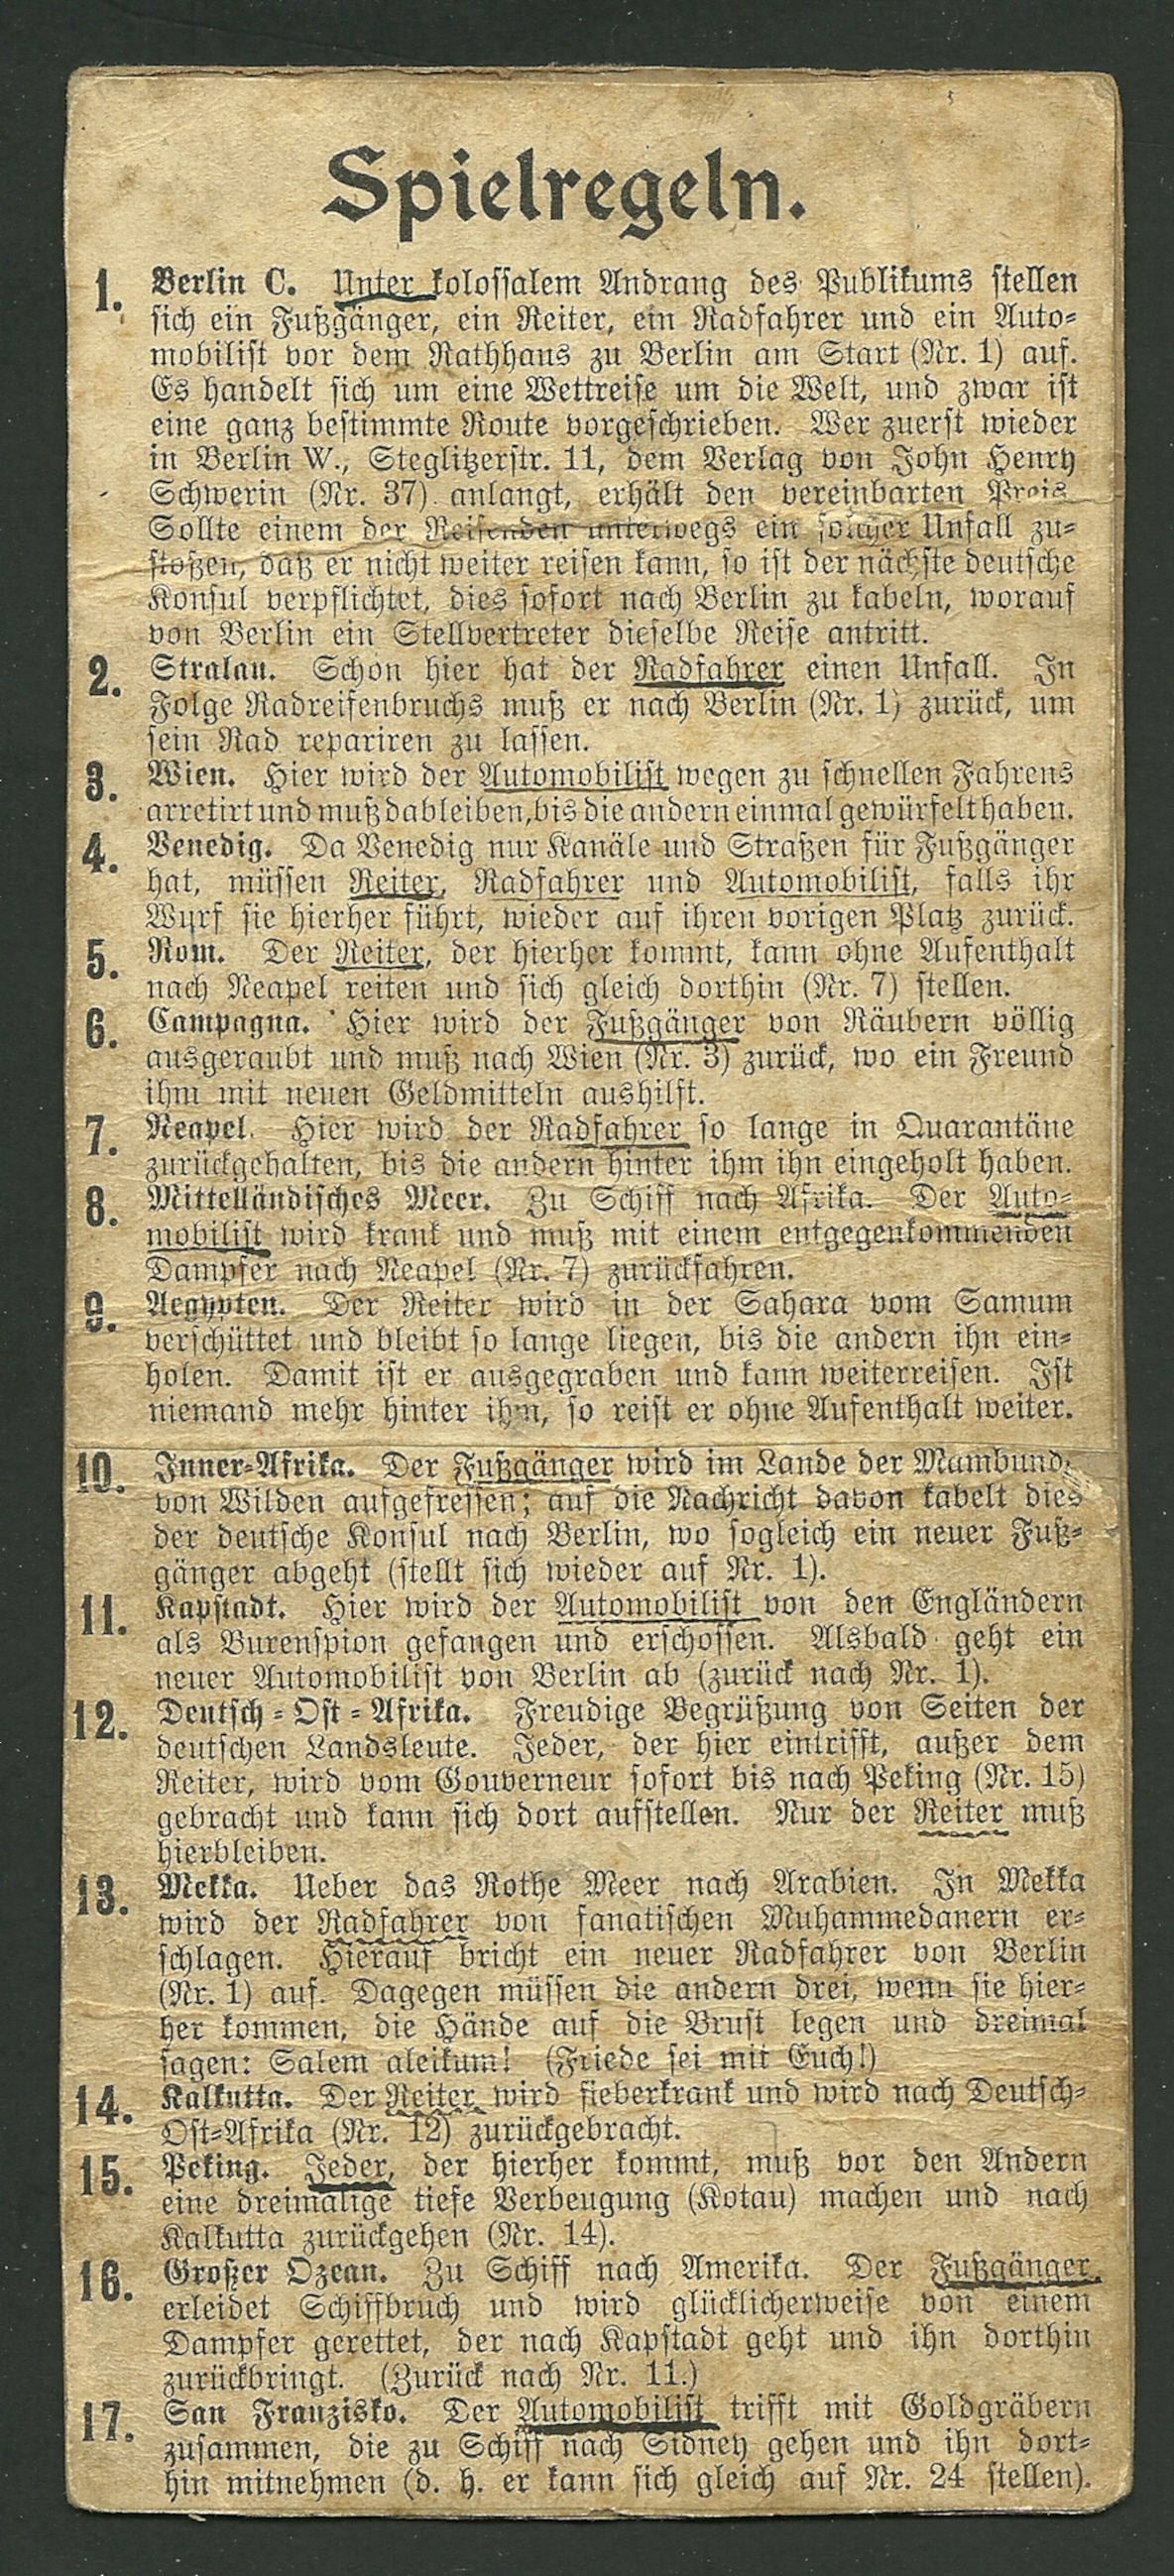 Spielregeln.
1. Berlin C. Unter kolossalem Andrang des Publikums stellen
sich ein Fußgänger, ein Reiter, ein Radfahrer und ein Auto=
mobilist vor dem Rathhaus zu Berlin am Start (Nr. 1) auf.
Es handelt sich um eine Wettreise um die Welt, und zwar ist
eine ganz bestimmte Route vorgeschrieben. Wer zuerst wieder
in Berlin W., Steglitzerstr. 11, dem Verlag von John Henry
Schwerin (Nr. 37) anlangt, erhält den vereinbarten Preis.
Sollte einem der Reisenden unterwegs ein solcher Unfall zu=
stoßen, daß er nicht weiter reisen kann, so ist der nächste deutsche
Konsul verpflichtet, dies sofort nach Berlin zu kabeln, worauf
von Berlin ein Stellvertreter dieselbe Reise antritt.
2. Stralau. Schon hier hat der Radfahrer einen Unfall. In
Folge Radreifenbruchs muß er nach Berlin (Nr. 1) zurück, um
sein Rad repariren zu lassen.
3. Wien. Hier wird der Automobilist wegen zu schnellen Fahrens
arretirt und muß dableiben, bis die andern einmal gewürfelt haben.
4. Venedig. Da Venedig nur Kanäle und Straßen für Fußgänger
hat, müssen Reiter, Radfahrer und Automobilist, falls ihr
Wurf sie hierher führt, wieder auf ihren vorigen Platz zurück.
5. Rom. Der Reiter, der hierher kommt, kann ohne Aufenthalt
nach Neapel reiten und sich gleich dorthin (Nr. 7) stellen.
6. Campagna. Hier wird der Fußgänger von Räubern völlig
ausgeraubt und muß nach Wien (Nr. 3) zurück, wo ein Freund
ihm mit neuen Geldmitteln aushilft.
7. Neapel. Hier wird der Radfahrer so lange in Quarantäne
zurückgehalten, bis die andern hinter ihm ihn eingeholt haben.
8. Mittelländisches Meer. Zu Schiff nach Afrika. Der Auto=
mobilist wird krank und muß mit einem entgegenkommenden
Dampfer nach Neapel (Nr. 7) zurückfahren.
9. Aegypten. Der Reiter wird in der Sahara vom Samum
verschüttet und bleibt so lange liegen, bis die andern ihn ein=
holen. Damit ist er ausgegraben und kann weiterreisen. Ist
niemand mehr hinter ihm, so reist er ohne Aufenthalt weiter.
10. Inner=Afrika. Der Fußgänger wird im Lande der
von Wilden aufgefressen; auf die Nachricht davon kabelt dies
der deutsche Konsul nach Berlin, wo sogleich ein neuer Fuß=
gänger abgeht (stellt sich wieder auf Nr. 1).
11. Kapstadt. Hier wird der Automobilist von den Engländern
als Burenspion gefangen und erschossen. Alsbald geht ein
neuer Automobilist von Berlin ab (zurück nach Nr. 1).
12. Deutsch=Ost=Afrika. Freudige Begrüßung von Seiten der
deutschen Landsleute. Jeder, der hier eintrifft, außer dem
Reiter, wird vom Gouverneur sofort bis nach Peking (Nr. 15)
gebracht und kann sich dort aufstellen. Nur der Reiter muß
hierbleiben.
13. Mekka. Ueber das Rothe Meer nach Arabien. In Mekka
wird der Radfahrer von fanatischen Muhammedanern er=
schlagen. Hierauf bricht ein neuer Radfahrer von Berlin
(Nr. 1) auf. Dagegen müssen die andern drei, wenn sie hier=
her kommen, die Hände auf die Brust legen und dreimal
sagen: Salem aleikum! (Friede sei mit Euch!)
14. Kalkutta. Der Reiter wird fieberkrank und wird nach Deutsch=
Ost=Afrika (Nr. 12) zurückgebracht.
15. Peking. Jeder, der hierher kommt, muß vor den Andern
eine dreimalige tiefe Verbeugung (Kotau) machen und nach
Kalkutta zurückgehen (Nr. 14).
16. Großer Ozean. Zu Schiff nach Amerika. Der Fußgänger
erleidet Schiffbruch und wird glücklicherweise von einem
Dampfer gerettet, der nach Kapstadt geht und ihn dorthin
zurückbringt. (Zurück nach Nr. 11.)
17. San Franzisko. Der Automobilist trifft mit Goldgräbern
zusammen, die zu Schiff nach Sidney gehen und ihn dort=
hin mitnehmen (d. h. er kann sich gleich auf Nr. 24 stellen).